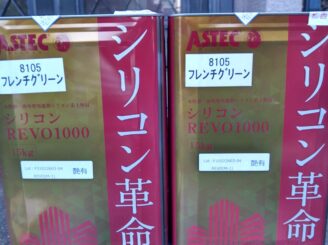 ASTEC
8105
フレンチグリーン
シリコン
REVO1000
15kg
艶有
シリコン革命
ASTEC
8105
フレンチグリーン
シリコン
REVO1000
15kg
艶有
シリコン革命